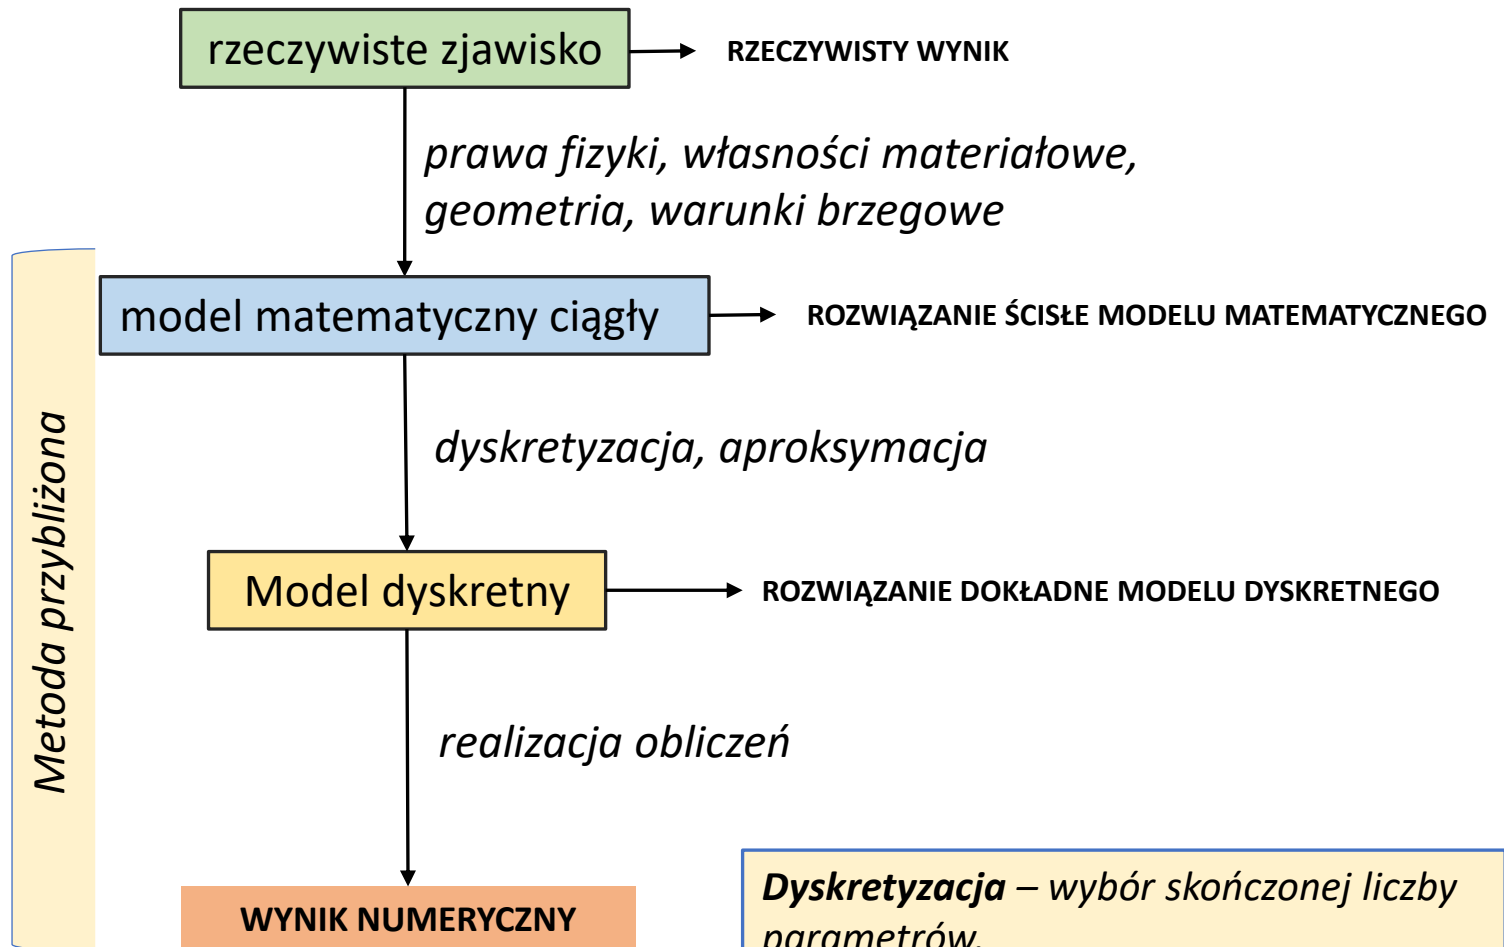 rzeczywiste zjawisko
RZECZYWISTY WYNIK
prawa fizyki, własności materiałowe,
geometria, warunki brzegowe
model matematyczny ciągły
ROZWIĄZANIE ŚCISŁE MODELU MATEMATYCZNEGO
Metoda przybliżona
dyskretyzacja, aproksymacja
Model dyskretny
ROZWIĄZANIE DOKŁADNE MODELU DYSKRETNEGO
realizacja obliczeń
WYNIK NUMERYCZNY
Dyskretyzacja – wybór skończonej liczby
parametrów.